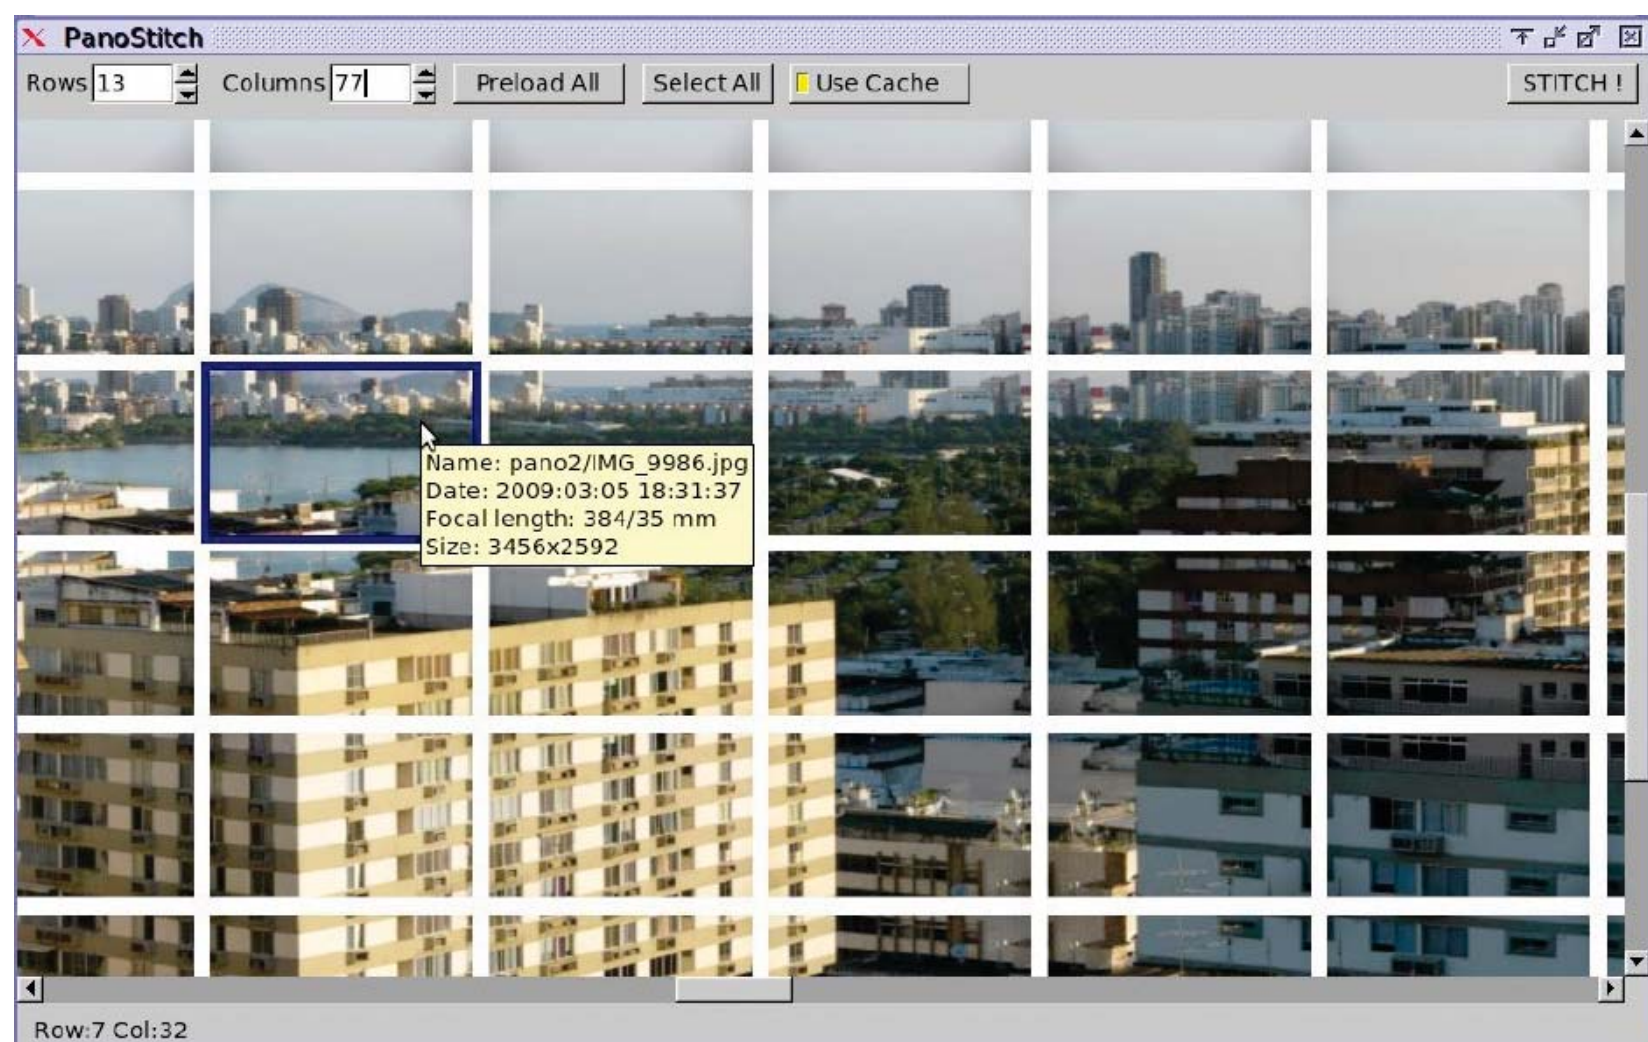 PanoStitch
Rows 13 Columns 77 Preload All Select All Use Cache STITCH !
Name: pano2/IMG_9986.jpg
Date: 2009:03:05 18:31:37
Focal length: 384/35 mm
Size: 3456x2592
Row:7 Col:32